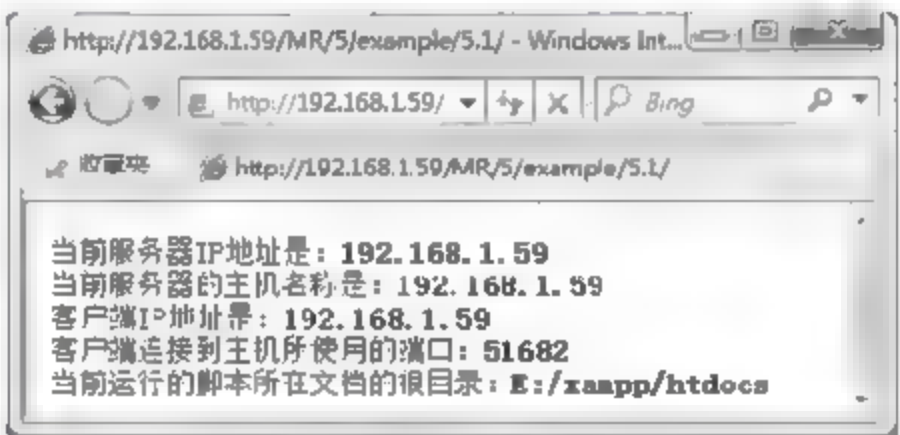 http://192.168.1.59/MR/5/example/5.1/ - Windows Int...
http://192.168.1.59/
Bing
收藏夹
http://192.168.1.59/MR/5/example/5.1/
当前服务器IP地址是：192.168.1.59
当前服务器的主机名称是：192.168.1.59
客户端IP地址是：192.168.1.59
客户端连接到主机所使用的端口：51682
当前运行的脚本所在文档的根目录：E:/xampp/htdocs